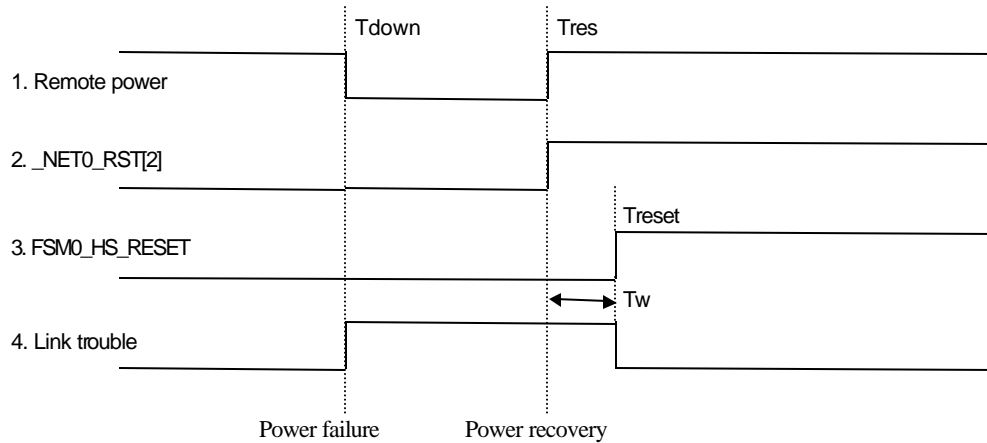 Tdown
Tres
1. Remote power
2. _NET0_RST[2]
Treset
3. FSM0_HS_RESET
Tw
4. Link trouble
Power failure
Power recovery